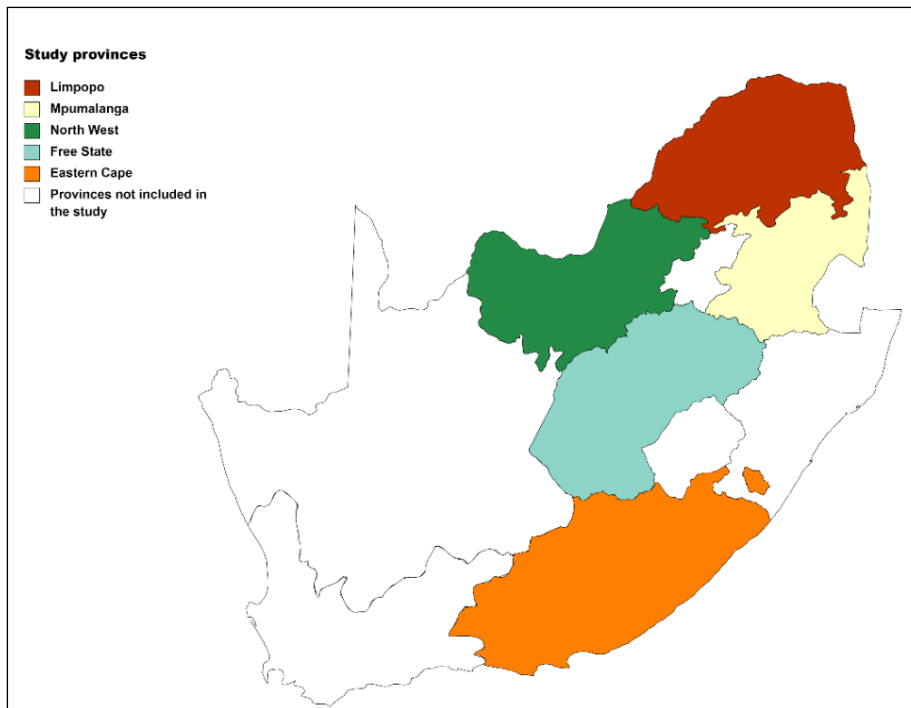 Study provinces
Limpopo
Mpumalanga
North West
Free State
Eastern Cape
Provinces not included in
the study